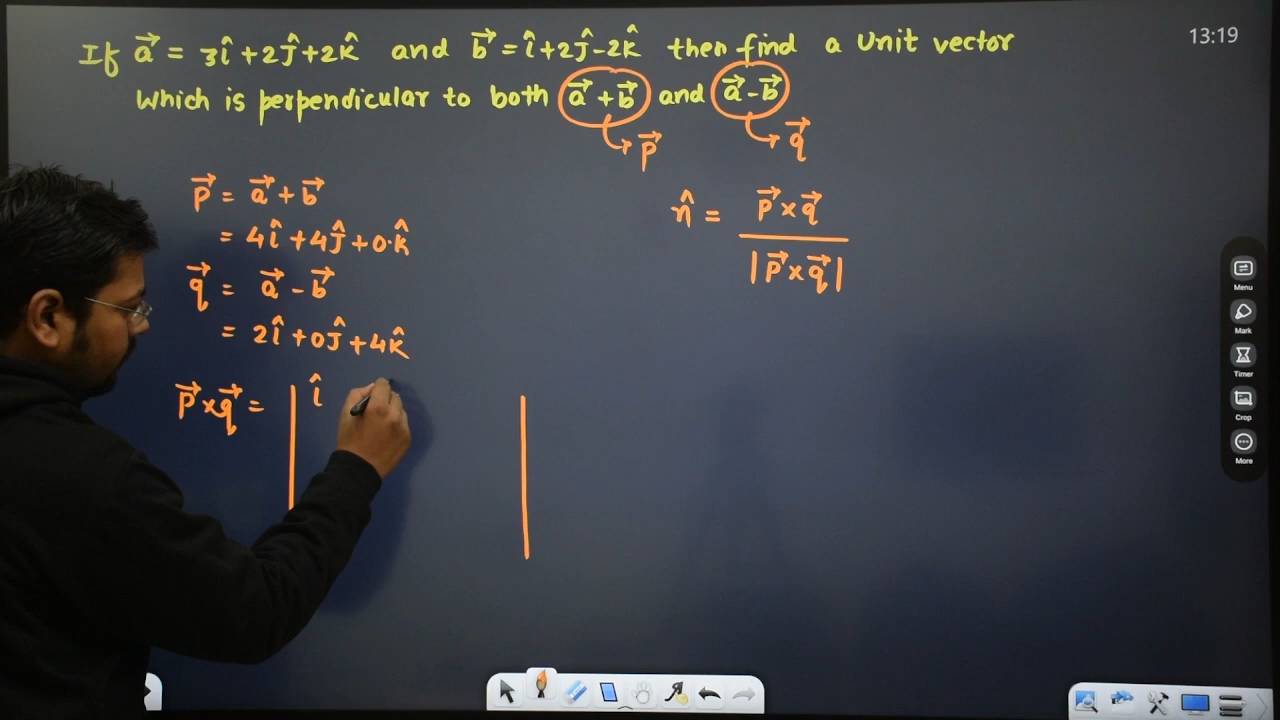 If a⃗ = 3î+2ĵ+2k̂ and b⃗ = î+2ĵ-2k̂ then find a unit vector
13:19
which is perpendicular to both a⃗+b⃗ and a⃗-b⃗
p⃗
q⃗
p⃗ = a⃗+b⃗
= 4î+4ĵ+0·k̂
q⃗ = a⃗-b⃗
= 2î+0ĵ+4k̂
p⃗×q⃗ = | î |
n̂ = p⃗×q⃗
|p⃗×q⃗|
Menu
Mark
Timer
Crop
More